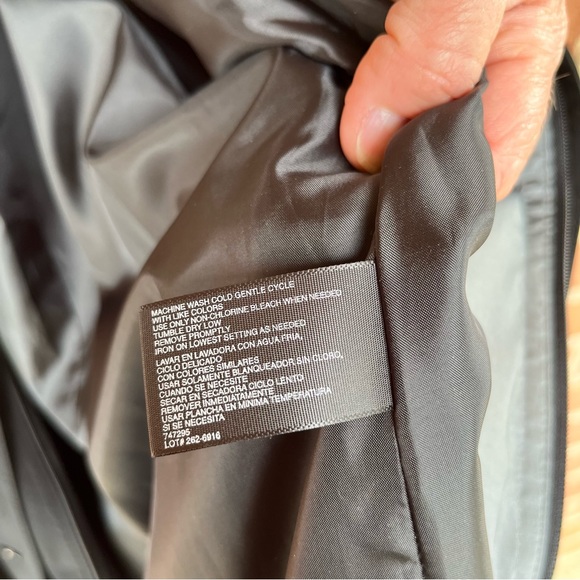 MACHINE WASH COLD GENTLE CYCLE
WITH LIKE COLORS
USE ONLY NON-CHLORINE BLEACH WHEN NEEDED
TUMBLE DRY LOW
REMOVE PROMPTLY
IRON ON LOWEST SETTING AS NEEDED
LAVAR EN LAVADORA CON AGUA FRIA,
CICLO DELICADO
CON COLORES SIMILARES
USAR SOLAMENTE BLANQUEADOR SIN CLORO,
CUANDO SE NECESITE
SECAR EN SECADORA CICLO LENTO
REMOVER INMEDIATAMENTE
USAR PLANCHA EN MINIMA TEMPERATURA
SI SE NECESITA
747295
LOT# 262-6916